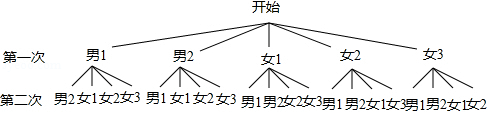 开始
第一次 男1 男2 女1 女2 女3
第二次 男2 女1 女2 女3 男1 女1 女2 女3 男1 男2 女2 女3 男1 男2 女1 女3 男1 男2 女1 女2